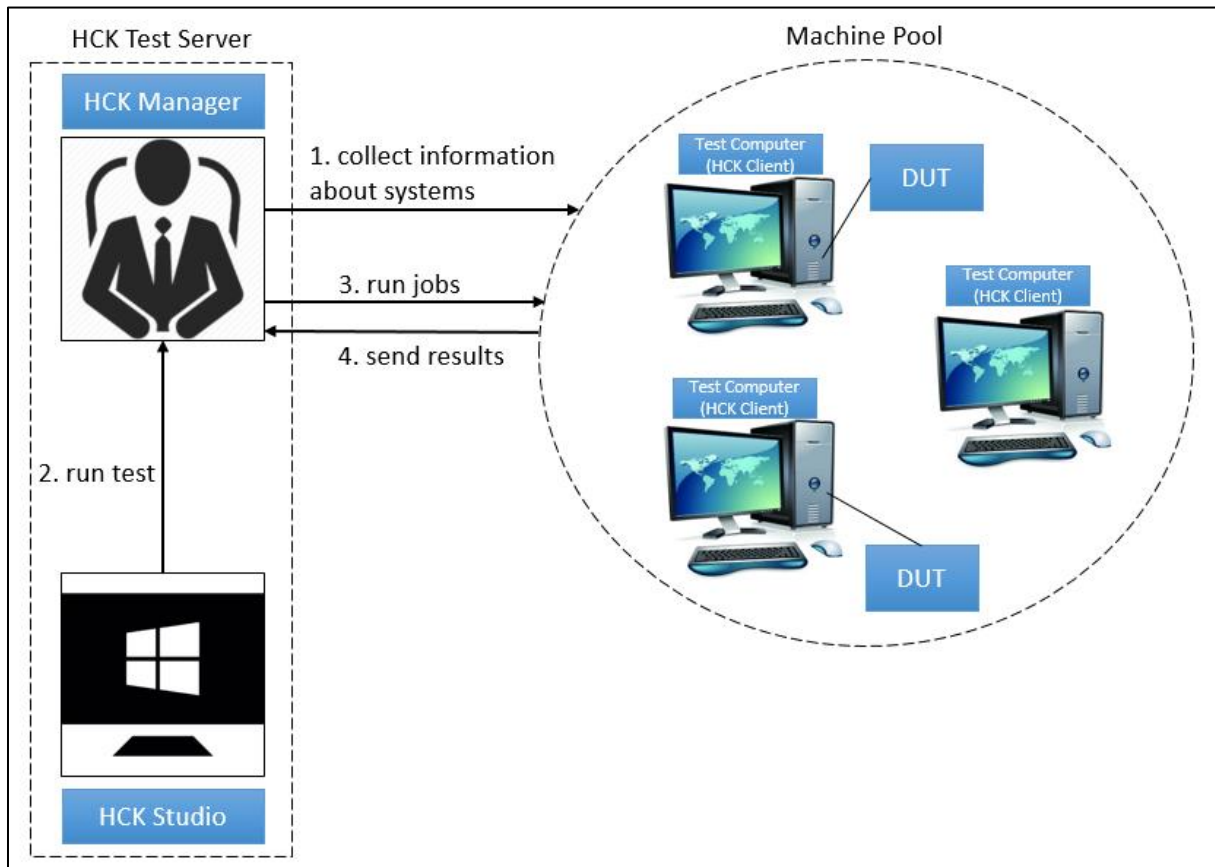 HCK Test Server
HCK Manager
1. collect information
about systems
3. run jobs
4. send results
2. run test
HCK Studio
Machine Pool
Test Computer
(HCK Client)
DUT
Test Computer
(HCK Client)
Test Computer
(HCK Client)
DUT